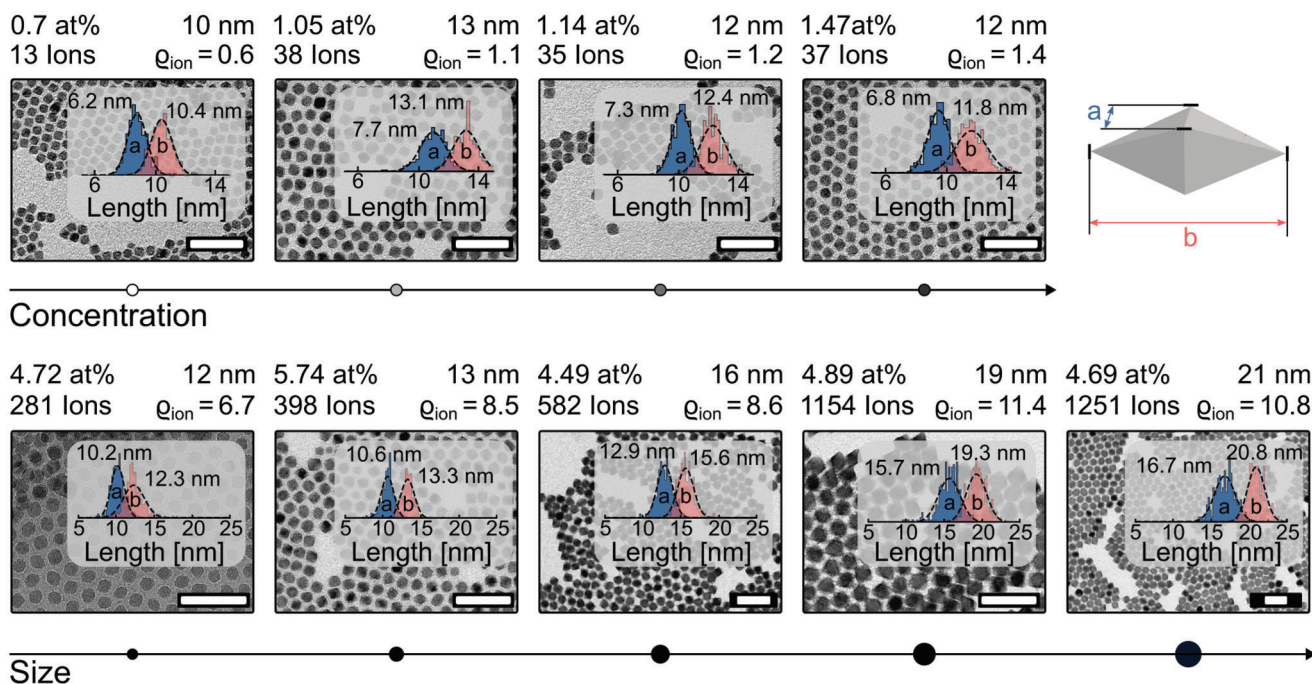 0.7 at% 10 nm
13 Ions ϱion = 0.6
1.05 at% 13 nm
38 Ions ϱion = 1.1
1.14 at% 12 nm
35 Ions ϱion = 1.2
1.47at% 12 nm
37 Ions ϱion = 1.4
6.2 nm
10.4 nm
a b
6 10 14
Length [nm]
13.1 nm
7.7 nm
a b
6 10 14
Length [nm]
12.4 nm
7.3 nm
a b
6 10 14
Length [nm]
6.8 nm
11.8 nm
a b
6 10 14
Length [nm]
a
b
Concentration
4.72 at% 12 nm
281 Ions ϱion = 6.7
5.74 at% 13 nm
398 Ions ϱion = 8.5
4.49 at% 16 nm
582 Ions ϱion = 8.6
4.89 at% 19 nm
1154 Ions ϱion = 11.4
4.69 at% 21 nm
1251 Ions ϱion = 10.8
10.2 nm
12.3 nm
a b
5 10 15 20 25
Length [nm]
10.6 nm
13.3 nm
a b
5 10 15 20 25
Length [nm]
12.9 nm
15.6 nm
a b
5 10 15 20 25
Length [nm]
19.3 nm
15.7 nm
a b
5 10 15 20 25
Length [nm]
20.8 nm
16.7 nm
a b
5 10 15 20 25
Length [nm]
Size